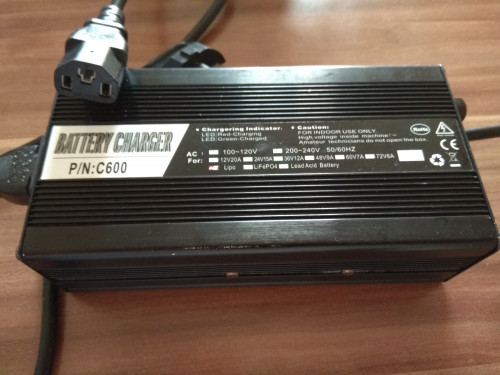 BATTERY CHARGER
P/N:C600
• Chargering Indicator:
LED:Red-Charging
LED:Green-Charged
• Caution:
FOR INDOOR USE ONLY.
High voltage inside machine!
Amateur technicians do not open the box.
RoHS
AC : 100~120V 200~240V .50/60HZ
For: 12V20A 24V15A 36V12A 48V9A 60V7A 72V6A
Lipo LiFePO4 Lead Acid Battery
CE